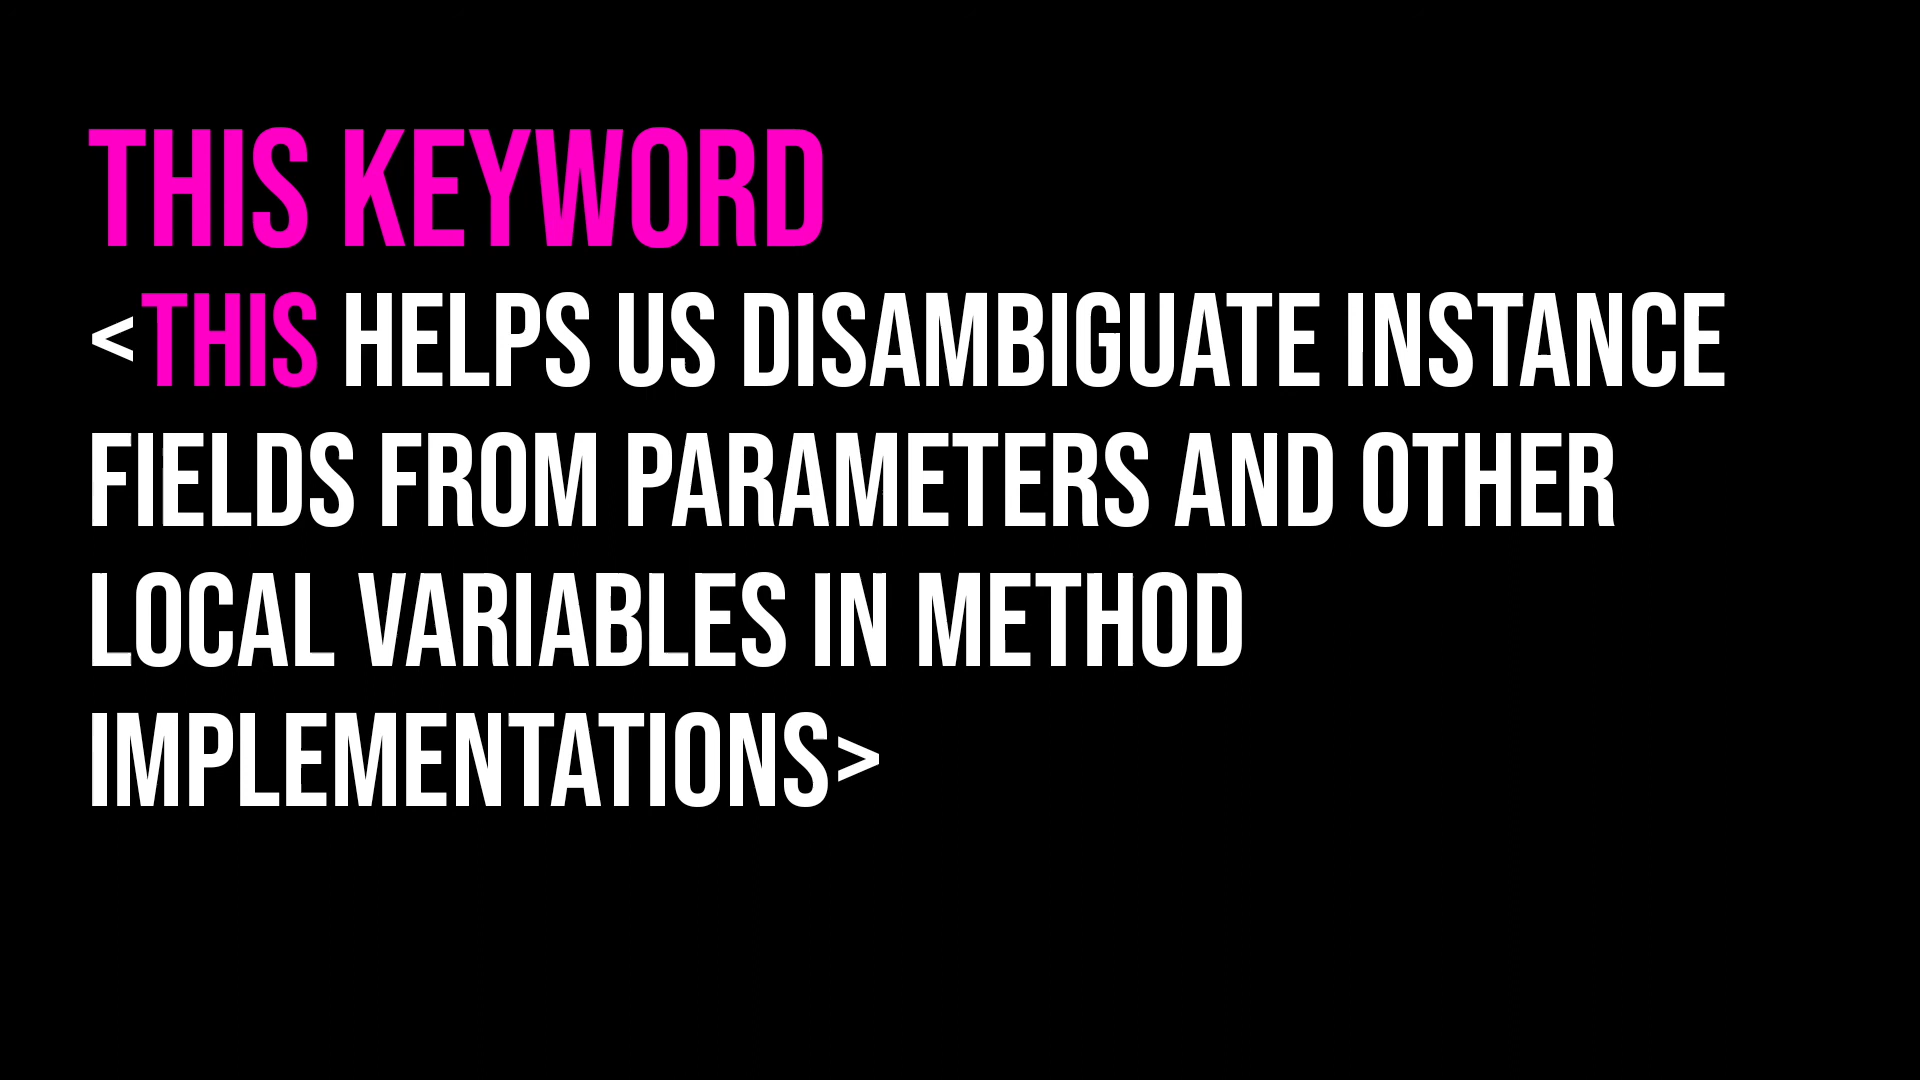 THIS KEYWORD
<THIS HELPS US DISAMBIGUATE INSTANCE
FIELDS FROM PARAMETERS AND OTHER
LOCAL VARIABLES IN METHOD
IMPLEMENTATIONS>